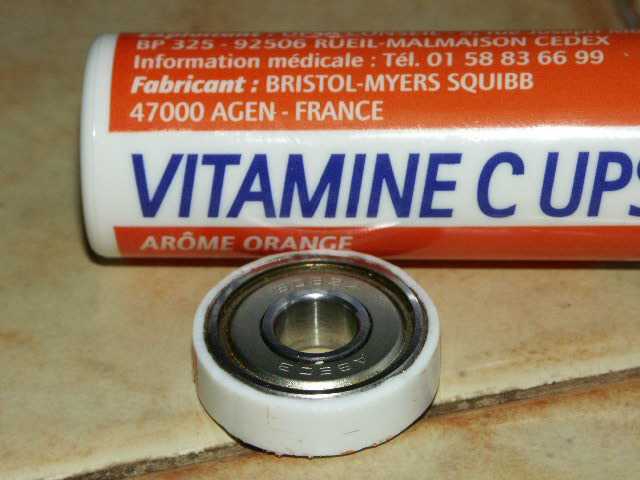 BP 325 - 92506 RUEIL-MALMAISON CEDEX
Information médicale : Tél. 01 58 83 66 99
Fabricant : BRISTOL-MYERS SQUIBB
47000 AGEN - FRANCE
VITAMINE C UPS
ARÔME ORANGE